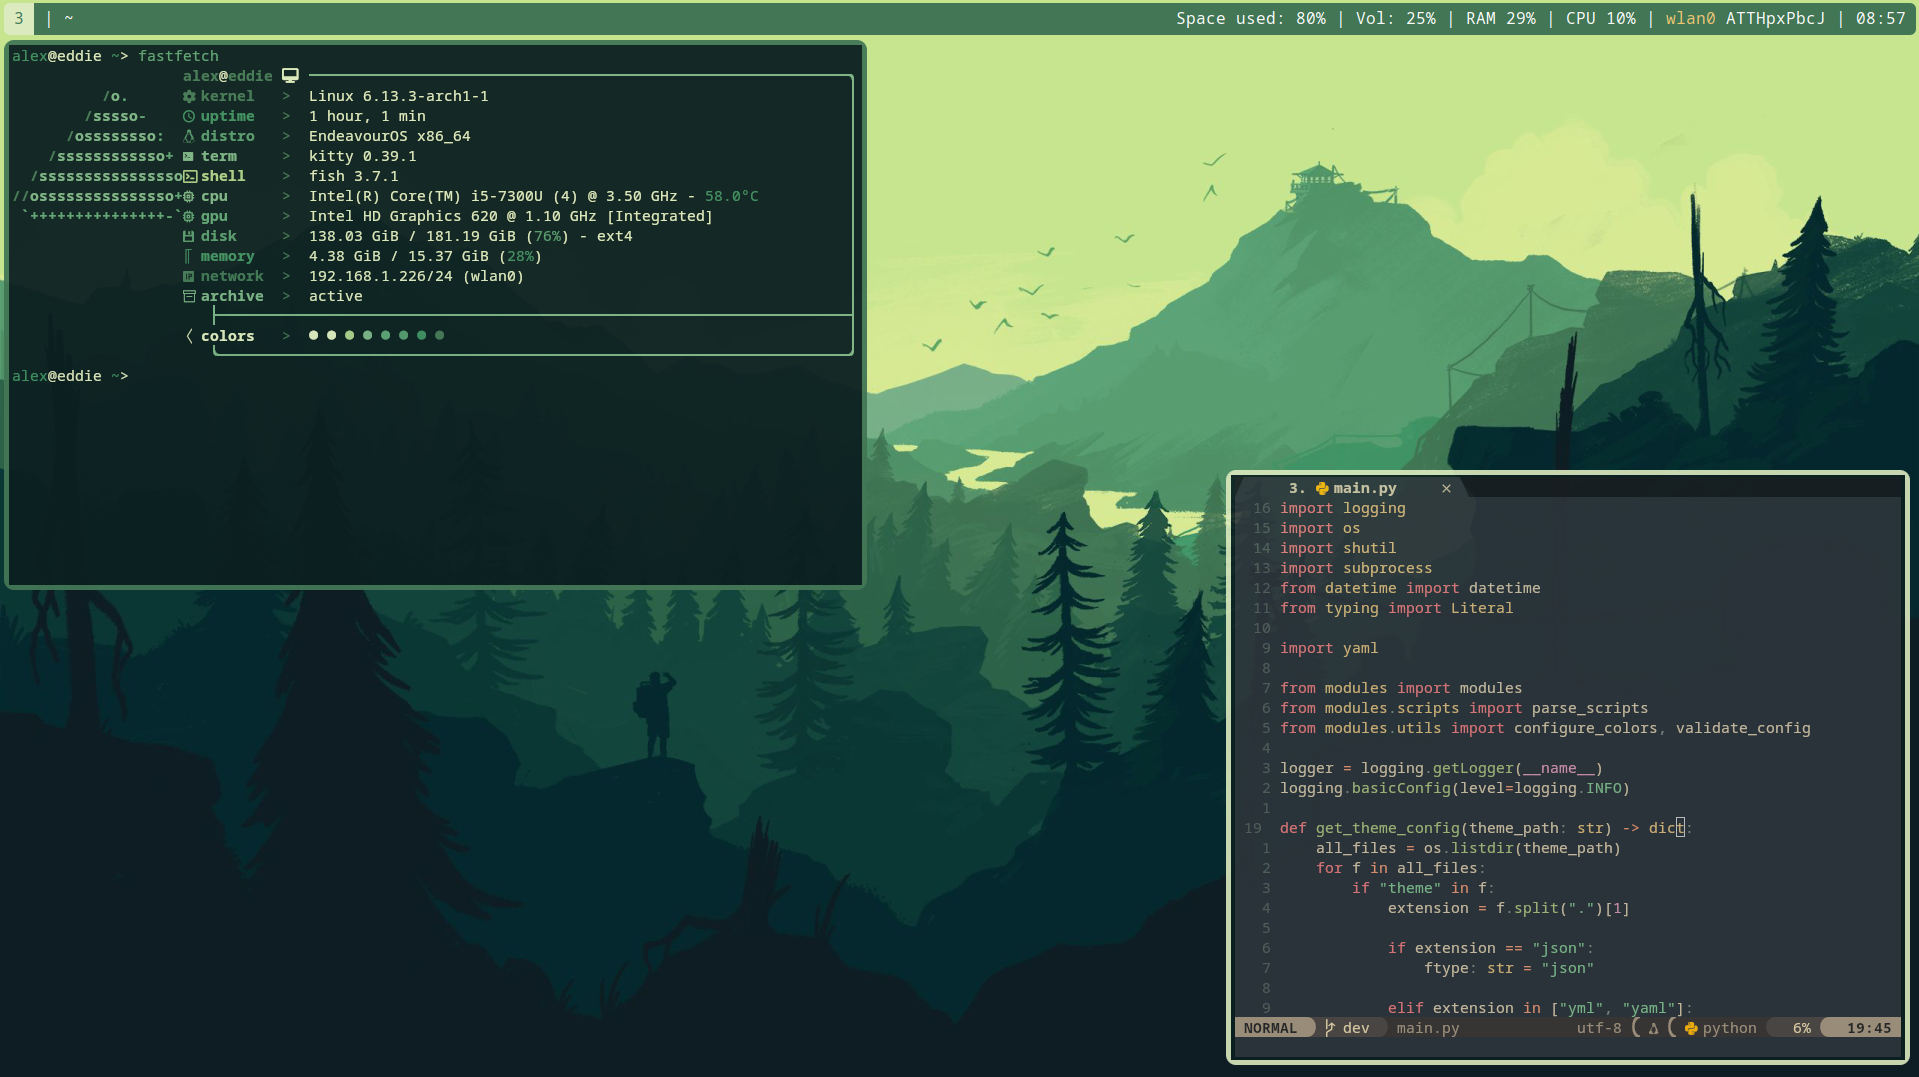 3 | ~ Space used: 80% | Vol: 25% | RAM 29% | CPU 10% | wlan0 ATTHpxPbcJ | 08:57
alex@eddie ~> fastfetch
alex@eddie
/o. kernel > Linux 6.13.3-arch1-1
/sssso- uptime > 1 hour, 1 min
/ossssssso: distro > EndeavourOS x86_64
/ssssssssssso+ term > kitty 0.39.1
/ssssssssssssssso shell > fish 3.7.1
//osssssssssssssso+ cpu > Intel(R) Core(TM) i5-7300U (4) @ 3.50 GHz - 58.0°C
`+++++++++++++++-` gpu > Intel HD Graphics 620 @ 1.10 GHz [Integrated]
disk > 138.03 GiB / 181.19 GiB (76%) - ext4
memory > 4.38 GiB / 15.37 GiB (28%)
network > 192.168.1.226/24 (wlan0)
archive > active
colors >
alex@eddie ~>
3. main.py ×
16 import logging
15 import os
14 import shutil
13 import subprocess
12 from datetime import datetime
11 from typing import Literal
10
9 import yaml
8
7 from modules import modules
6 from modules.scripts import parse_scripts
5 from modules.utils import configure_colors, validate_config
4
3 logger = logging.getLogger(__name__)
2 logging.basicConfig(level=logging.INFO)
1
19 def get_theme_config(theme_path: str) -> dict:
1 all_files = os.listdir(theme_path)
2 for f in all_files:
3 if "theme" in f:
4 extension = f.split(".")[1]
5
6 if extension == "json":
7 ftype: str = "json"
8
9 elif extension in ["yml", "yaml"]:
NORMAL dev main.py utf-8 python 6% 19:45